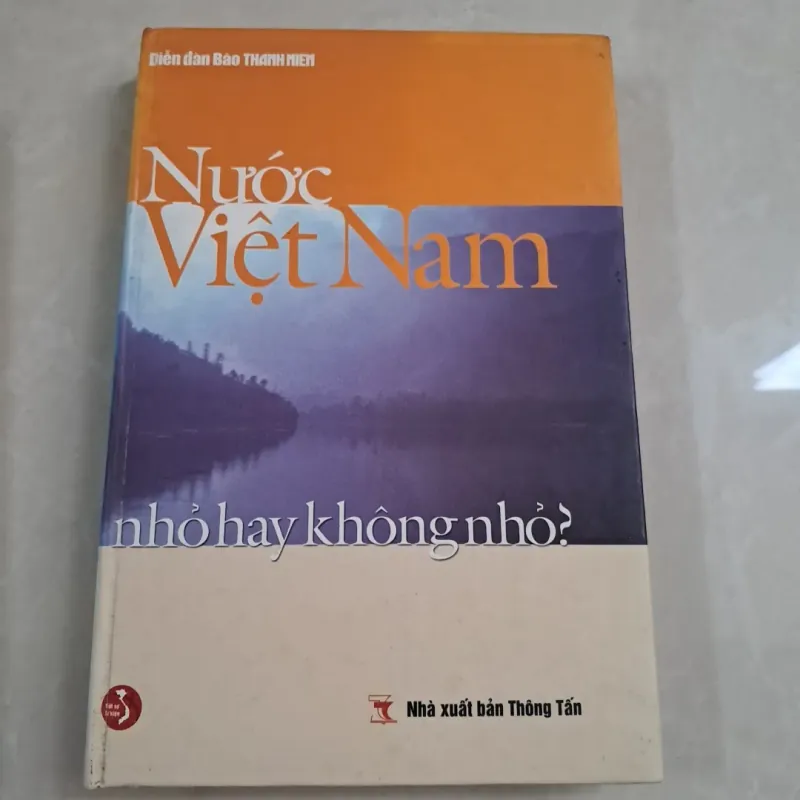 Diễn đàn Báo THANH NIÊN
Nước
Việt Nam
nhỏ hay không nhỏ?
Nhà xuất bản Thông Tấn